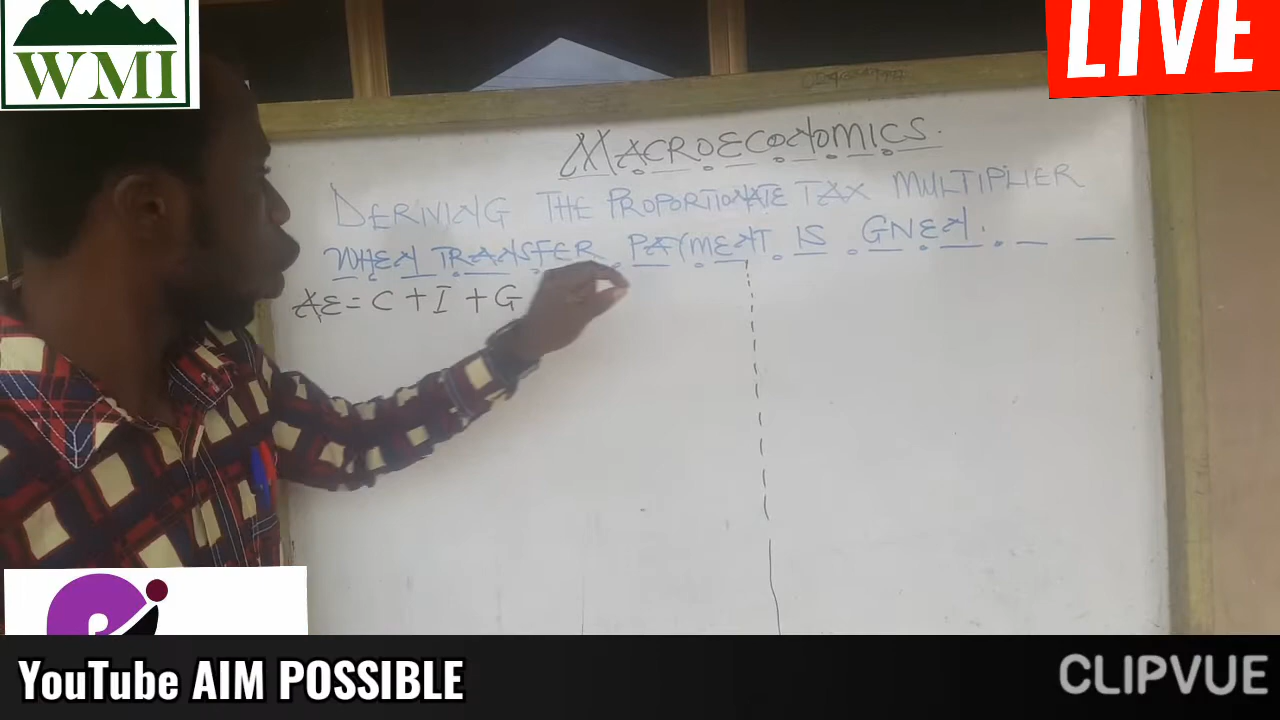 WMI
LIVE
MACROECONOMICS.
DERIVING THE PROPORTIONATE TAX MULTIPLIER
WHEN TRANSFER PAYMENT IS GIVEN.
AE = C + I + G
YouTube AIM POSSIBLE
CLIPVUE